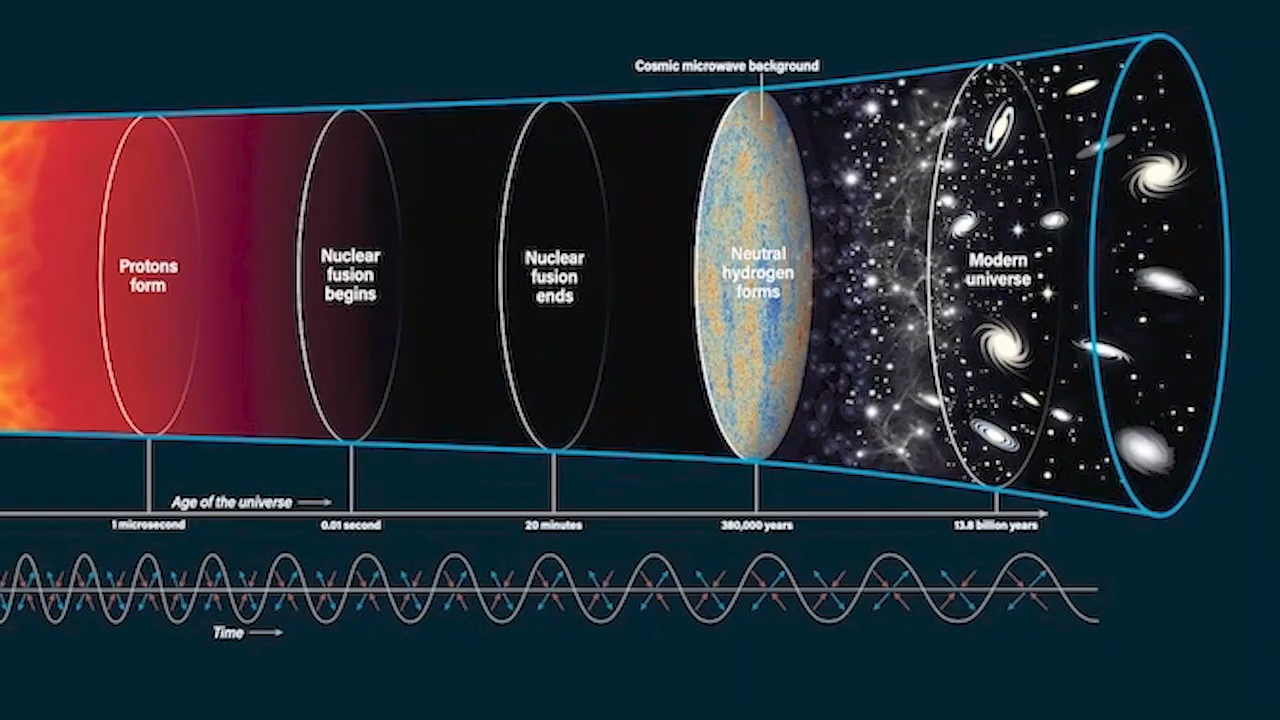 Cosmic microwave background
Protons
form
Nuclear
fusion
begins
Nuclear
fusion
ends
Neutral
hydrogen
forms
Modern
universe
Age of the universe
1 microsecond
0.01 second
20 minutes
380,000 years
13.8 billion years
Time